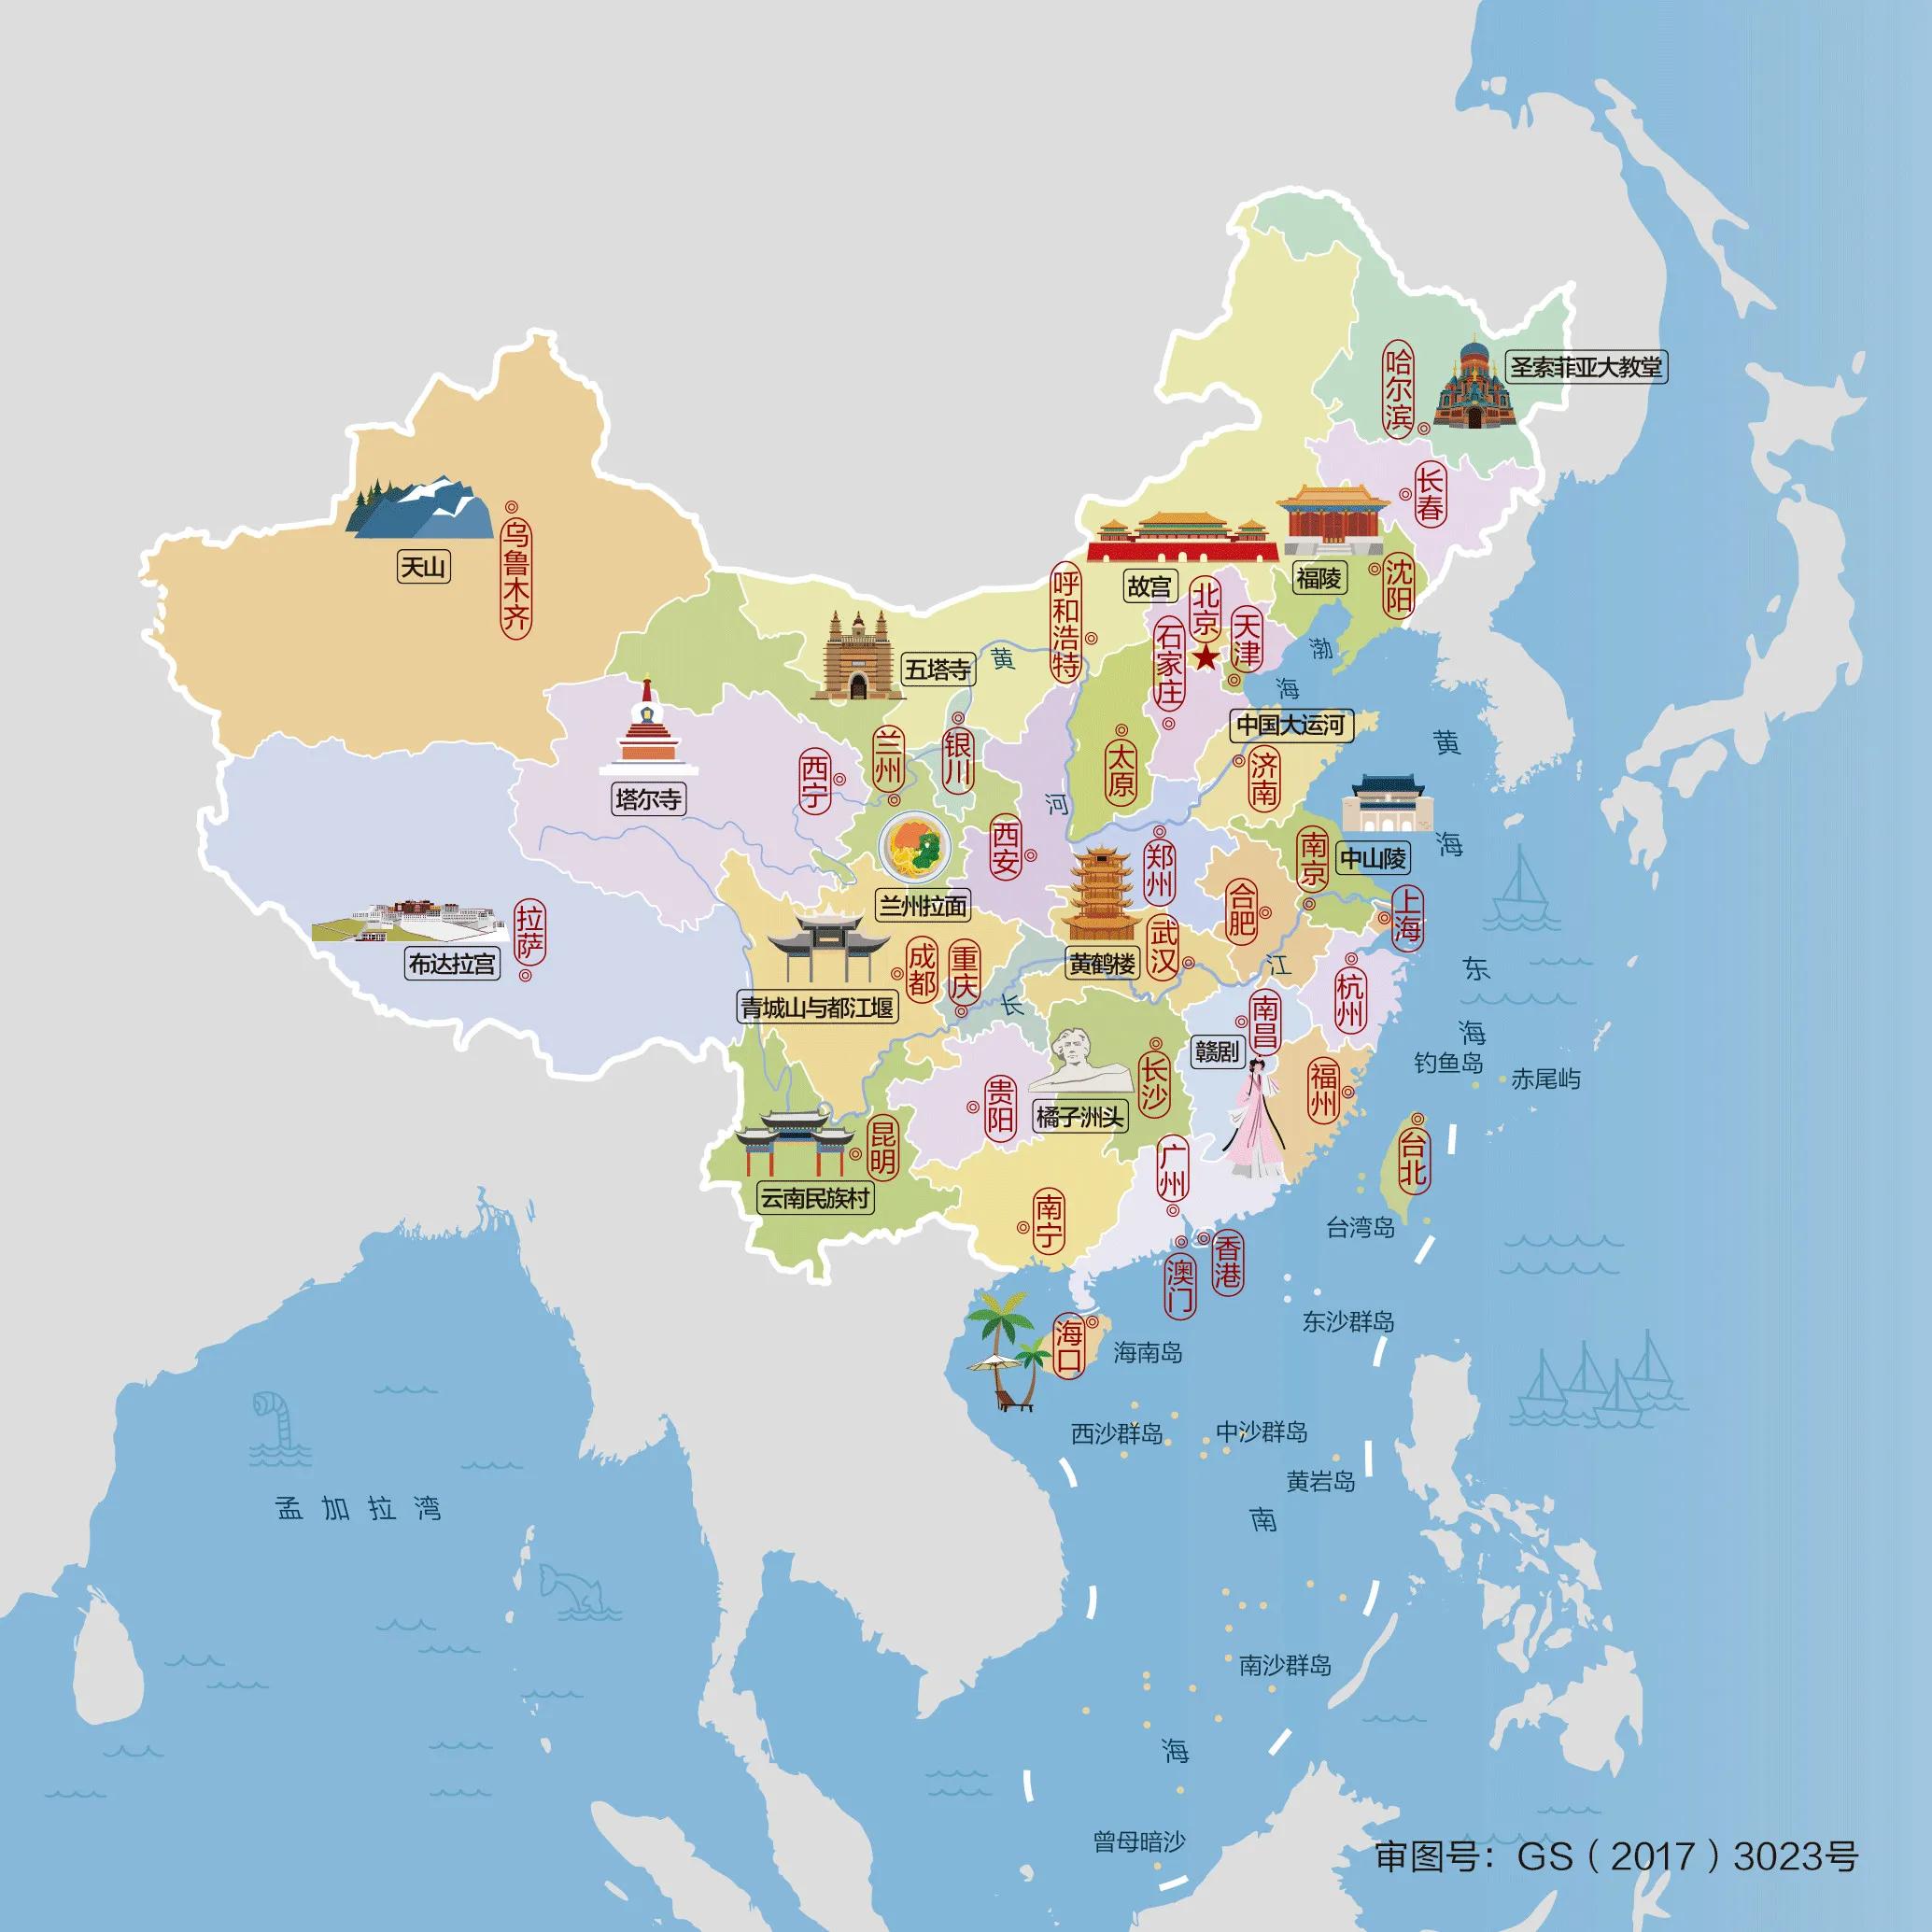 哈尔滨
圣索菲亚大教堂
长春
天山
乌鲁木齐
故宫
福陵
沈阳
呼和浩特
北京
天津
石家庄
渤
海
五塔寺
黄
河
中国大运河
兰州
银川
太原
济南
黄
海
西宁
塔尔寺
西安
郑州
南京
中山陵
兰州拉面
合肥
上海
拉萨
布达拉宫
成都
重庆
黄鹤楼
武汉
江
长
东
海
青城山与都江堰
杭州
南昌
赣剧
钓鱼岛
赤尾屿
贵阳
橘子洲头
长沙
福州
昆明
台北
云南民族村
广州
南宁
台湾岛
香港
澳门
东沙群岛
海口
海南岛
西沙群岛
中沙群岛
黄岩岛
孟加拉湾
南
海
南沙群岛
曾母暗沙
审图号：GS（2017）3023号